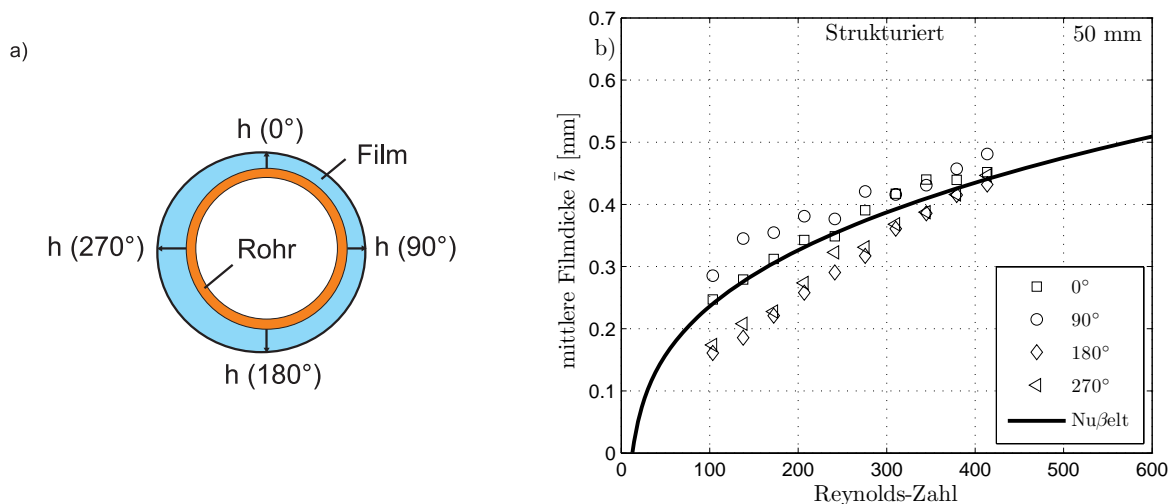 a)
h (0°)
Film
h (270°)
Rohr
h (90°)
h (180°)
b)
Strukturiert
50 mm
mittlere Filmdicke h̅ [mm]
0.7
0.6
0.5
0.4
0.3
0.2
0.1
0
0 100 200 300 400 500 600
Reynolds-Zahl
0°
90°
180°
270°
Nuβelt